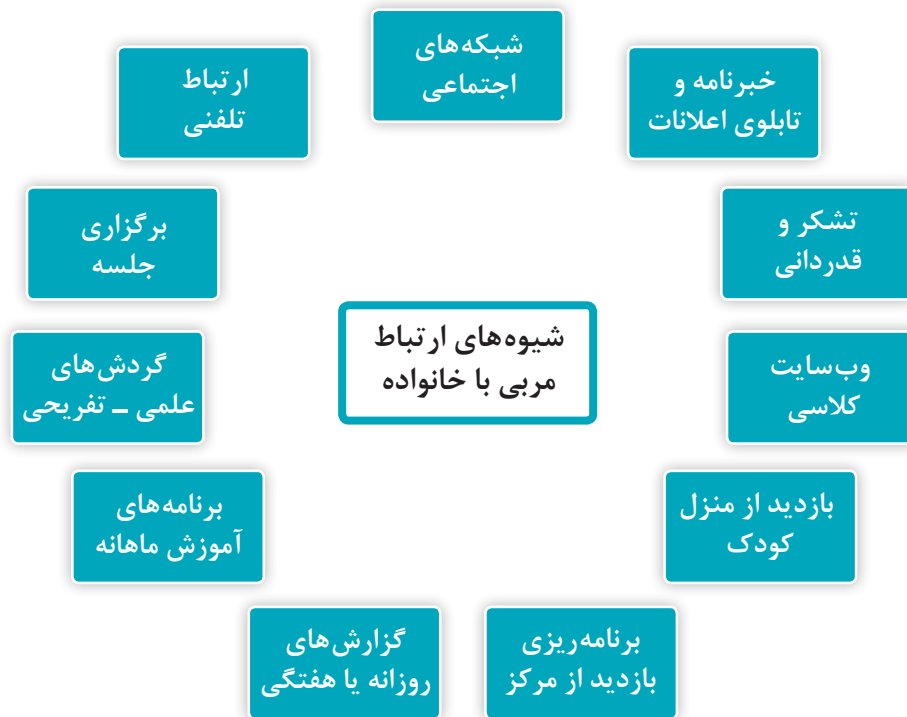 شبکه‌های
اجتماعی
خبرنامه و
تابلوی اعلانات
تشکر و
قدردانی
وب‌سایت
کلاسی
بازدید از منزل
کودک
برنامه‌ریزی
بازدید از مرکز
گزارش‌های
روزانه یا هفتگی
برنامه‌های
آموزش ماهانه
گردش‌های
علمی ـ تفریحی
برگزاری
جلسه
ارتباط
تلفنی
شیوه‌های ارتباط
مربی با خانواده